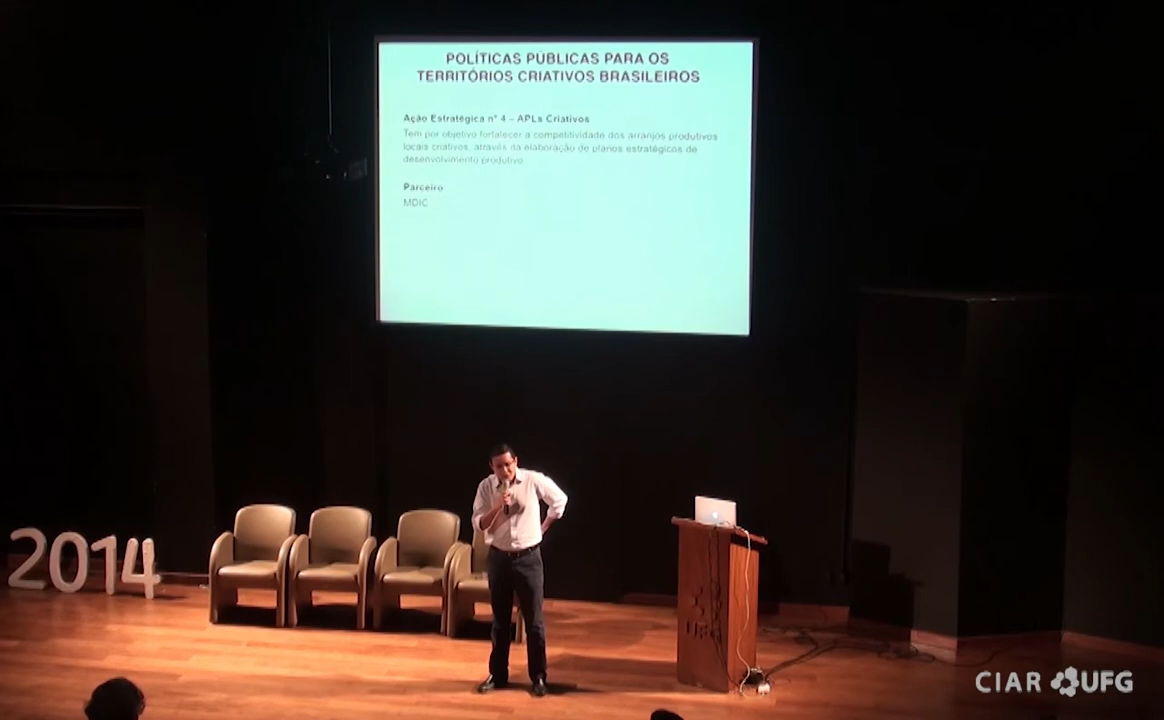 POLÍTICAS PÚBLICAS PARA OS
TERRITÓRIOS CRIATIVOS BRASILEIROS
Ação Estratégica n° 4 – APLs Criativos
Tem por objetivo fortalecer a competitividade dos arranjos produtivos
locais criativos, através da elaboração de planos estratégicos de
desenvolvimento produtivo.
Parceiro
MDIC
2014
UFG
CIAR UFG